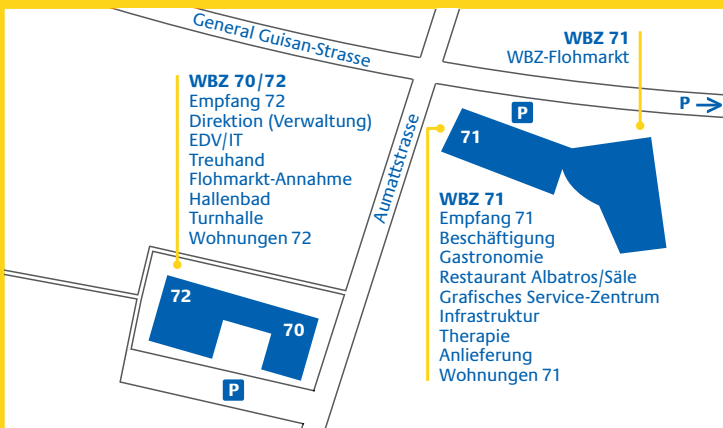 General Guisan-Strasse
WBZ 71
WBZ-Flohmarkt
WBZ 70/72
Empfang 72
Direktion (Verwaltung)
EDV/IT
Treuhand
Flohmarkt-Annahme
Hallenbad
Turnhalle
Wohnungen 72
Aumattstrasse
P
P →
71
WBZ 71
Empfang 71
Beschäftigung
Gastronomie
Restaurant Albatros/Säle
Grafisches Service-Zentrum
Infrastruktur
Therapie
Anlieferung
Wohnungen 71
72
70
P